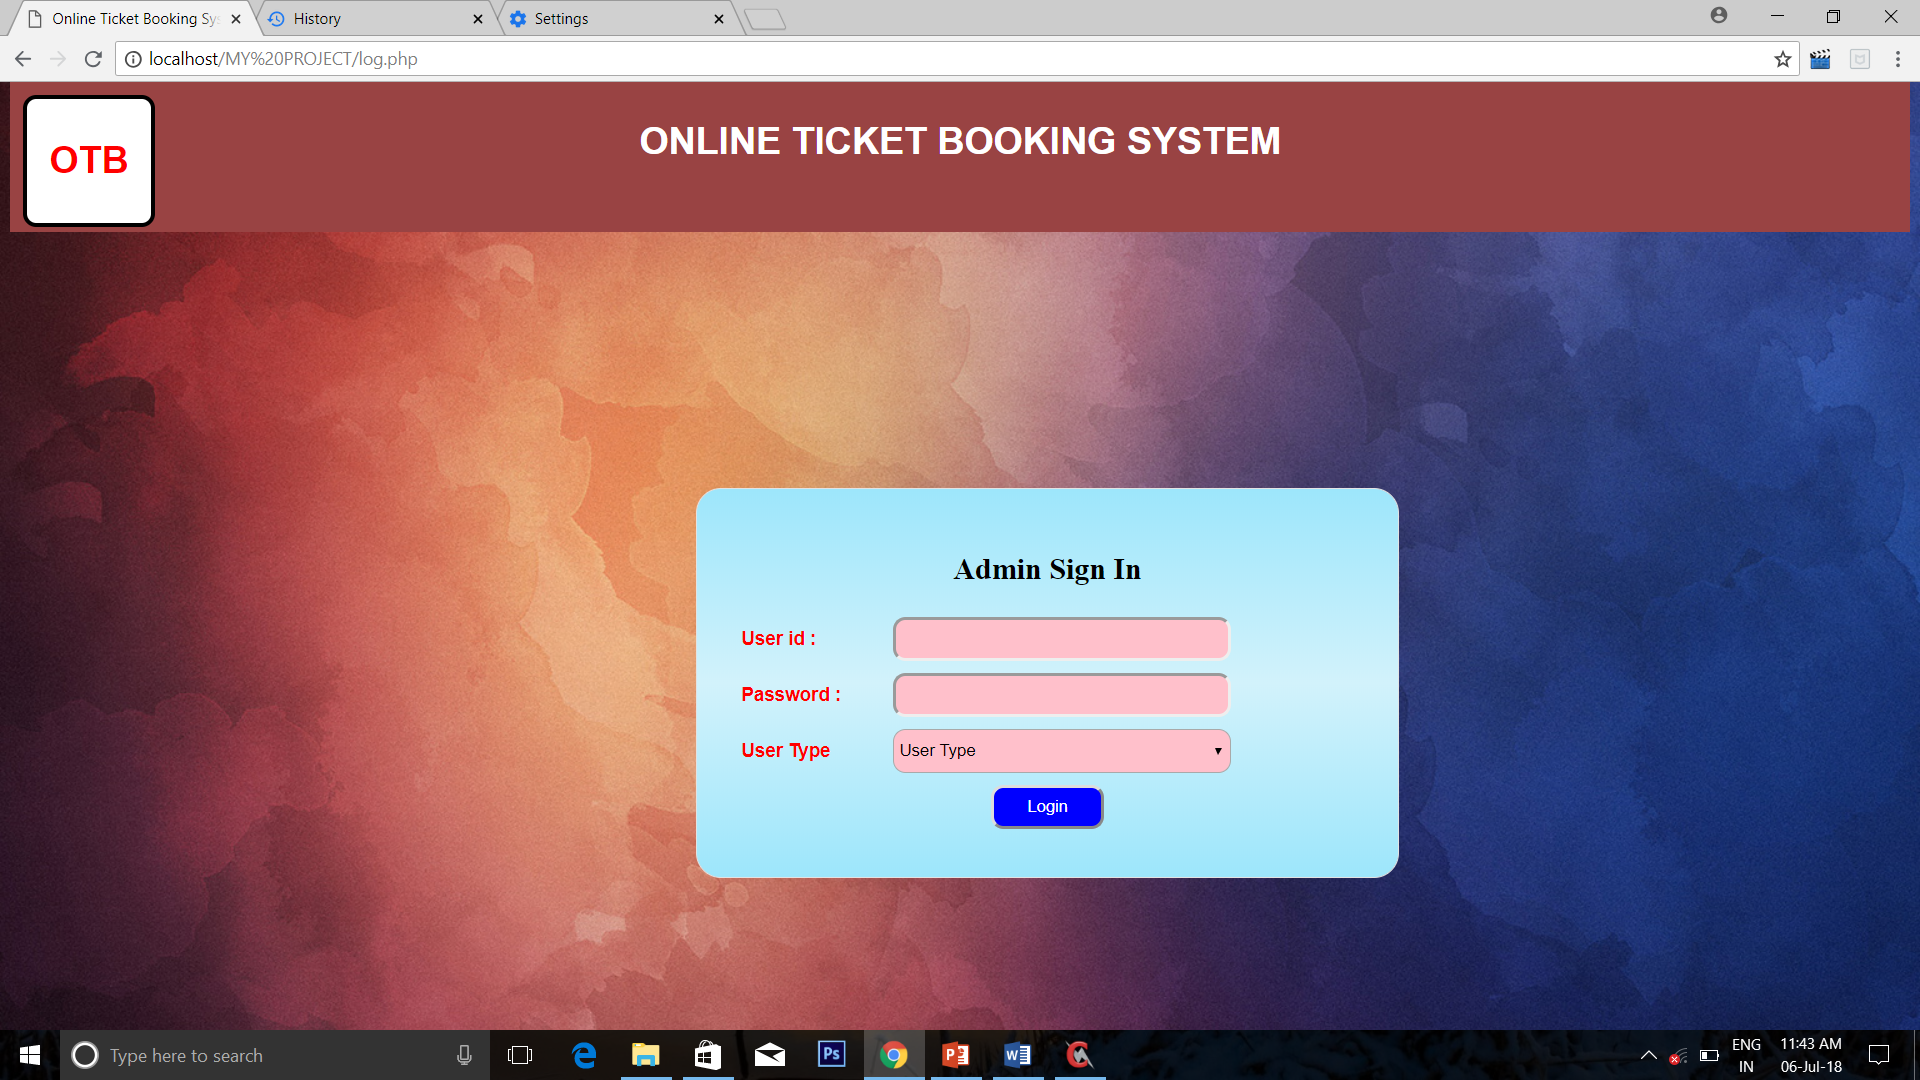 Online Ticket Booking Sy
History
Settings
localhost/MY%20PROJECT/log.php
OTB
ONLINE TICKET BOOKING SYSTEM
Admin Sign In
User id :
Password :
User Type
User Type
Login
Type here to search
Ps
ENG
IN
11:43 AM
06-Jul-18